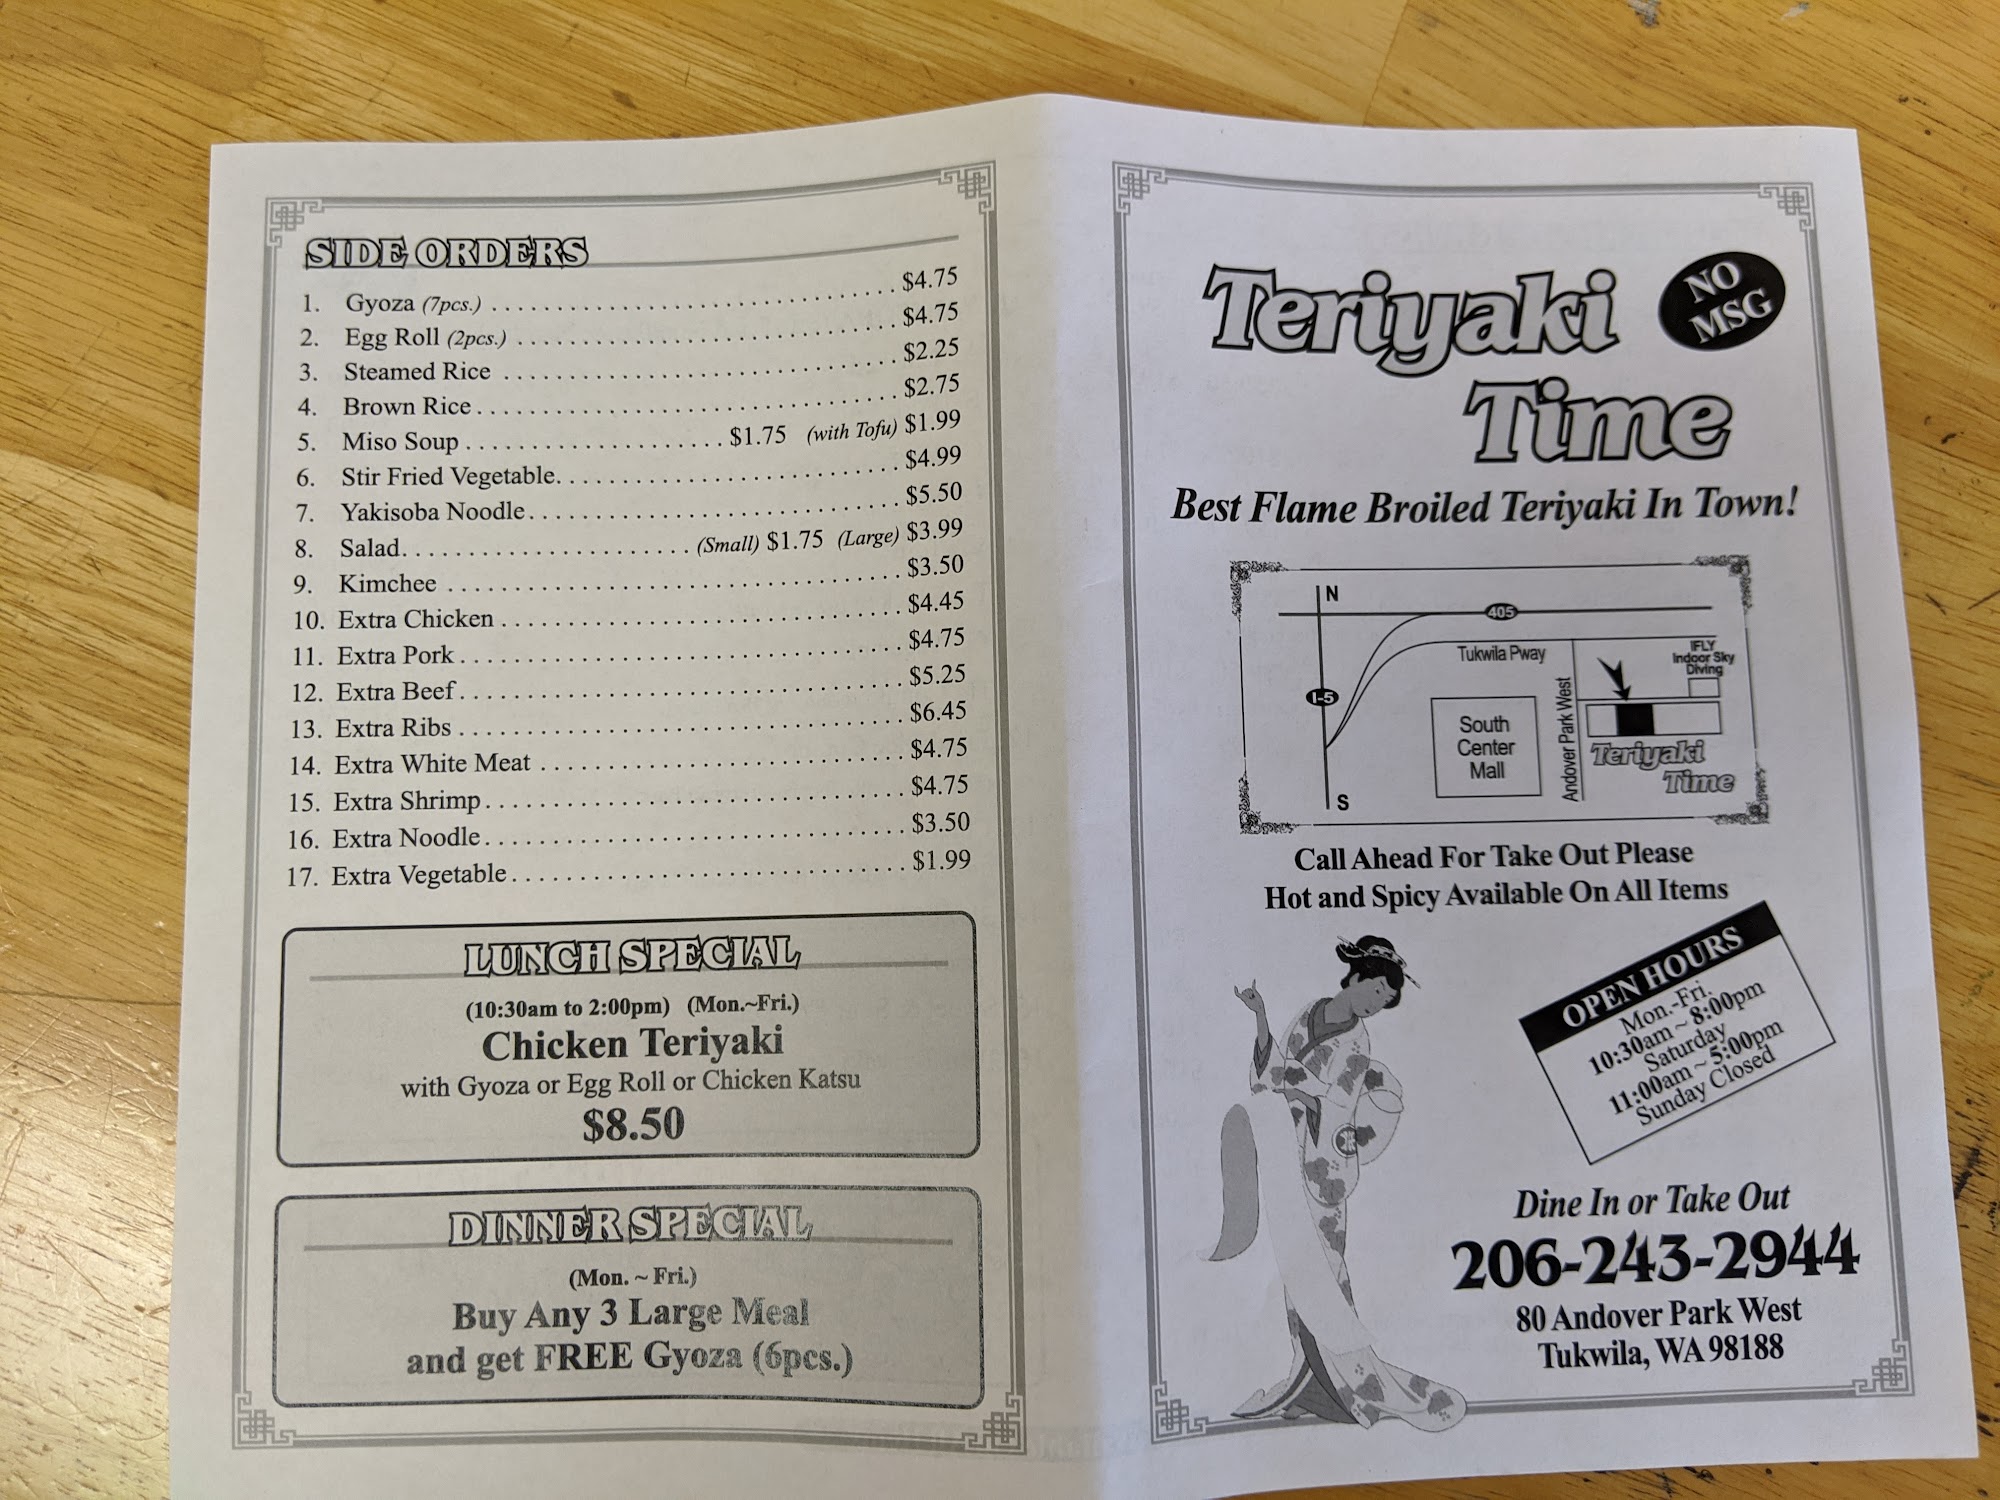 SIDE ORDERS
1. Gyoza (7pcs.) $4.75
2. Egg Roll (2pcs.) $4.75
3. Steamed Rice $2.25
4. Brown Rice $2.75
5. Miso Soup $1.75 (with Tofu) $1.99
6. Stir Fried Vegetable $4.99
7. Yakisoba Noodle $5.50
8. Salad (Small) $1.75 (Large) $3.99
9. Kimchee $3.50
10. Extra Chicken $4.45
11. Extra Pork $4.75
12. Extra Beef $5.25
13. Extra Ribs $6.45
14. Extra White Meat $4.75
15. Extra Shrimp $4.75
16. Extra Noodle $3.50
17. Extra Vegetable $1.99
LUNCH SPECIAL
(10:30am to 2:00pm) (Mon.~Fri.)
Chicken Teriyaki
with Gyoza or Egg Roll or Chicken Katsu
$8.50
DINNER SPECIAL
(Mon. ~ Fri.)
Buy Any 3 Large Meal
and get FREE Gyoza (6pcs.)
Teriyaki
Time
NO
MSG
Best Flame Broiled Teriyaki In Town!
N
405
Tukwila Pway
IFLY
Indoor Sky
Diving
I-5
South
Center
Mall
Andover Park West
Teriyaki
Time
S
Call Ahead For Take Out Please
Hot and Spicy Available On All Items
OPEN HOURS
Mon.-Fri.
10:30am ~ 8:00pm
Saturday
11:00am ~ 5:00pm
Sunday Closed
Dine In or Take Out
206-243-2944
80 Andover Park West
Tukwila, WA 98188